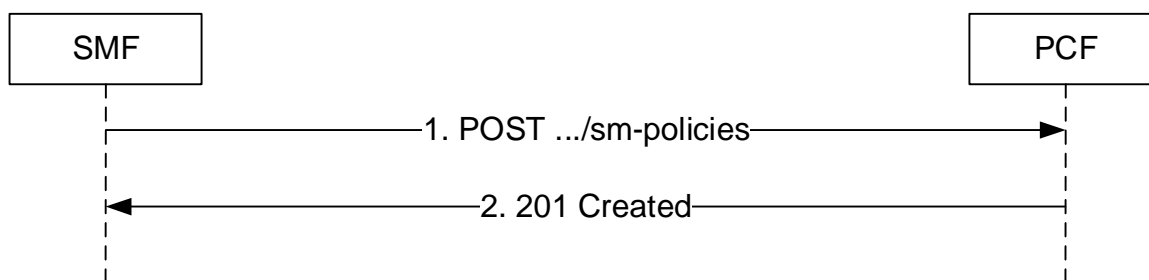 SMF
PCF
1. POST .../sm-policies
2. 201 Created